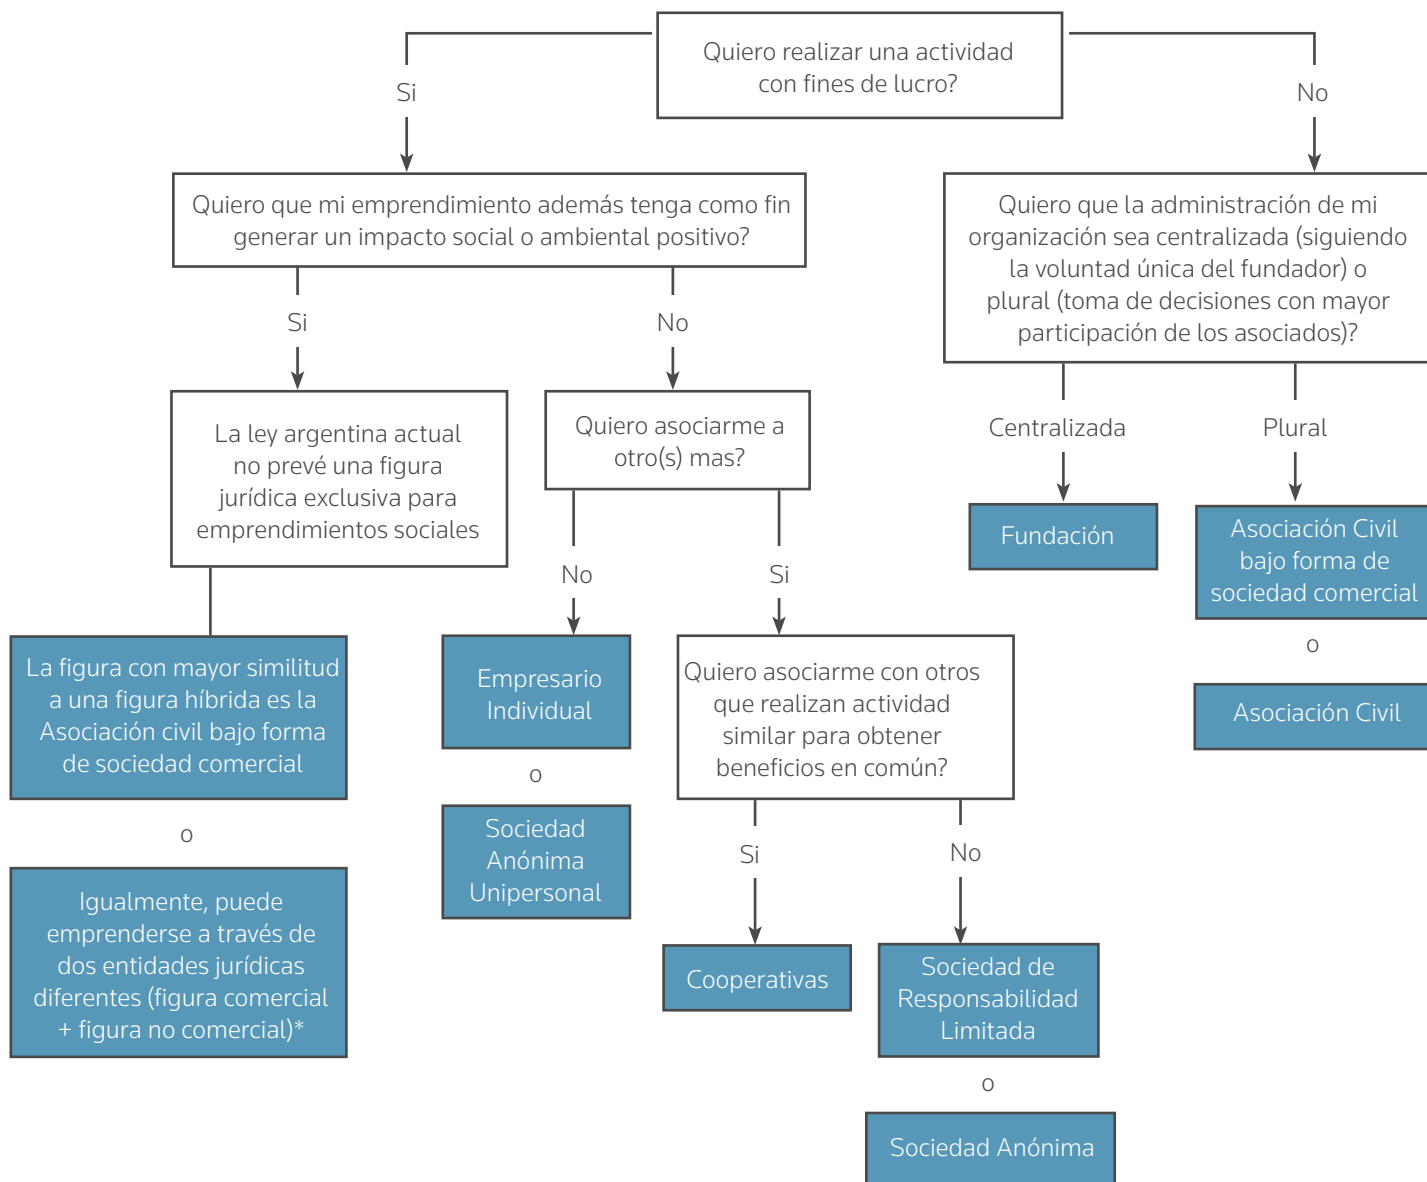 Quiero realizar una actividad
con fines de lucro?
Si
No
Quiero que mi emprendimiento además tenga como fin
generar un impacto social o ambiental positivo?
Quiero que la administración de mi
organización sea centralizada (siguiendo
la voluntad única del fundador) o
plural (toma de decisiones con mayor
participación de los asociados)?
Si
No
La ley argentina actual
no prevé una figura
jurídica exclusiva para
emprendimientos sociales
Quiero asociarme a
otro(s) mas?
Centralizada
Plural
Fundación
Asociación Civil
bajo forma de
sociedad comercial
o
Asociación Civil
No
Si
La figura con mayor similitud
a una figura híbrida es la
Asociación civil bajo forma
de sociedad comercial
o
Igualmente, puede
emprenderse a través de
dos entidades jurídicas
diferentes (figura comercial
+ figura no comercial)*
Empresario
Individual
o
Sociedad
Anónima
Unipersonal
Quiero asociarme con otros
que realizan actividad
similar para obtener
beneficios en común?
Si
No
Cooperativas
Sociedad de
Responsabilidad
Limitada
o
Sociedad Anónima